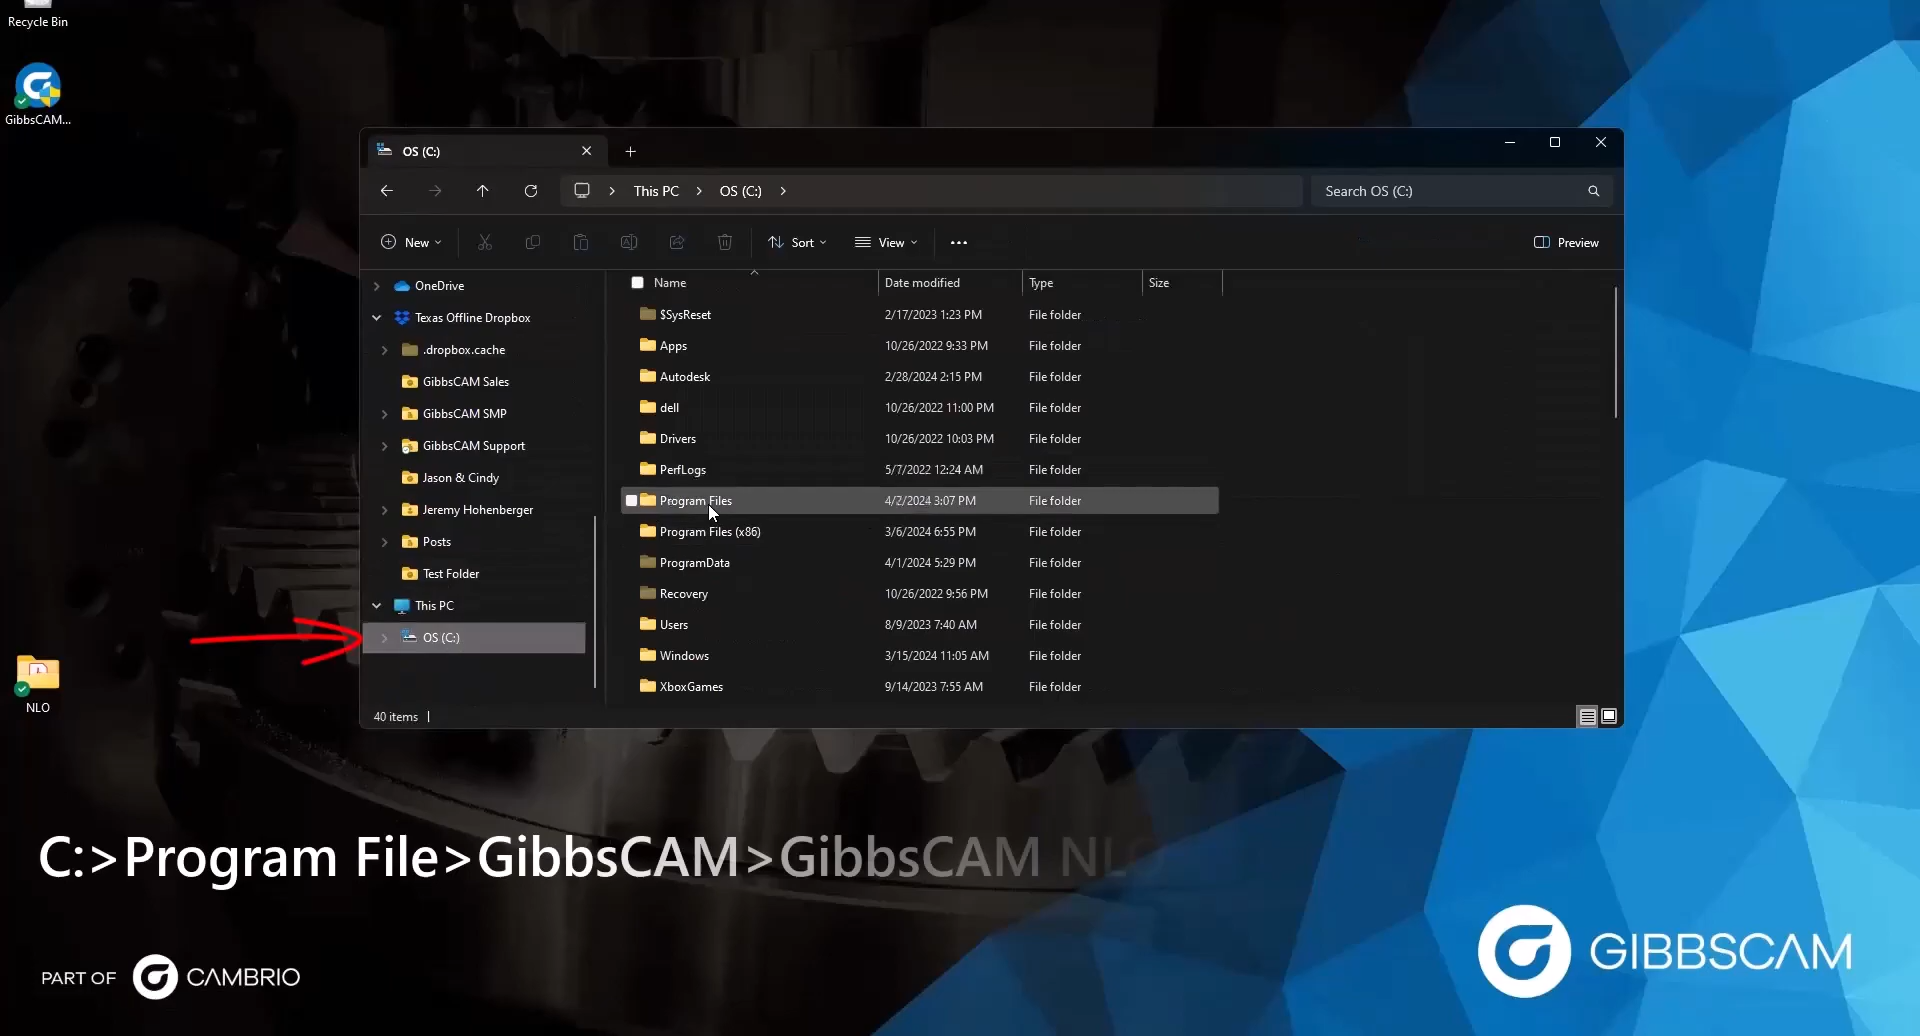 Recycle Bin
GibbsCAM...
OS (C:)
This PC
OS (C:)
Search OS (C:)
New
Sort
View
Preview
Name Date modified Type Size
OneDrive
Texas Offline Dropbox
.dropbox.cache
GibbsCAM Sales
GibbsCAM SMP
GibbsCAM Support
Jason & Cindy
Jeremy Hohenberger
Posts
Test Folder
This PC
OS (C:)
$SysReset 2/17/2023 1:23 PM File folder
Apps 10/26/2022 9:33 PM File folder
Autodesk 2/28/2024 2:15 PM File folder
dell 10/26/2022 11:00 PM File folder
Drivers 10/26/2022 10:03 PM File folder
PerfLogs 5/7/2022 12:24 AM File folder
Program Files 4/2/2024 3:07 PM File folder
Program Files (x86) 3/6/2024 6:55 PM File folder
ProgramData 4/1/2024 5:29 PM File folder
Recovery 10/26/2022 9:56 PM File folder
Users 8/9/2023 7:40 AM File folder
Windows 3/15/2024 11:05 AM File folder
XboxGames 9/14/2023 7:55 AM File folder
40 items
NLO
C:>Program File>GibbsCAM>GibbsCAM NLO
PART OF CAMBRIO
GIBBSCAM